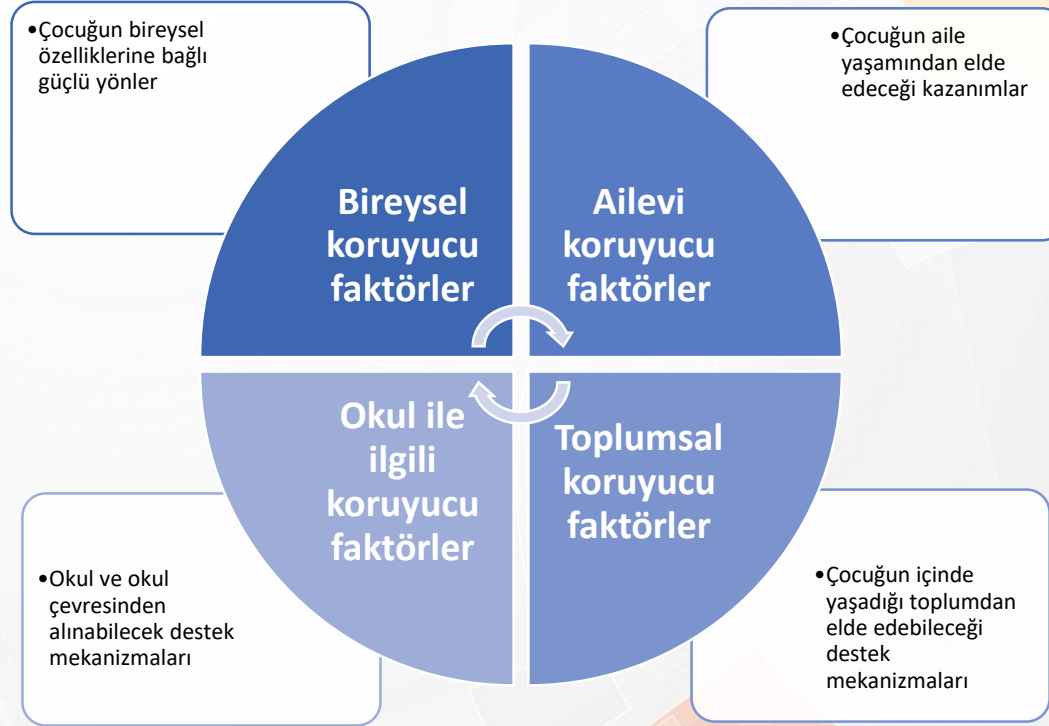 •Çocuğun bireysel
özelliklerine bağlı
güçlü yönler
•Çocuğun aile
yaşamından elde
edeceği kazanımlar
Bireysel
koruyucu
faktörler
Ailevi
koruyucu
faktörler
Okul ile
ilgili
koruyucu
faktörler
Toplumsal
koruyucu
faktörler
•Okul ve okul
çevresinden
alınabilecek destek
mekanizmaları
•Çocuğun içinde
yaşadığı toplumdan
elde edebileceği
destek
mekanizmaları